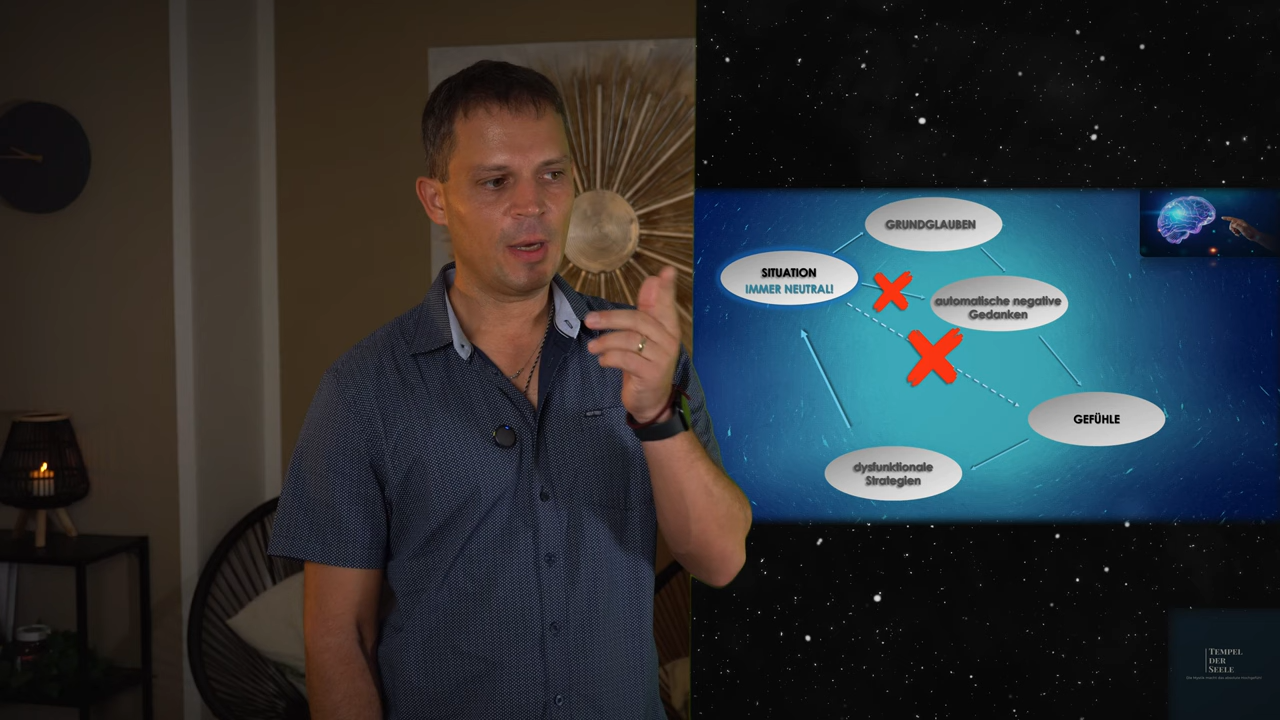 GRUNDGLAUBEN
SITUATION
IMMER NEUTRAL!
automatische negative
Gedanken
GEFÜHLE
dysfunktionale
Strategien
TEMPEL
DER
SEELE